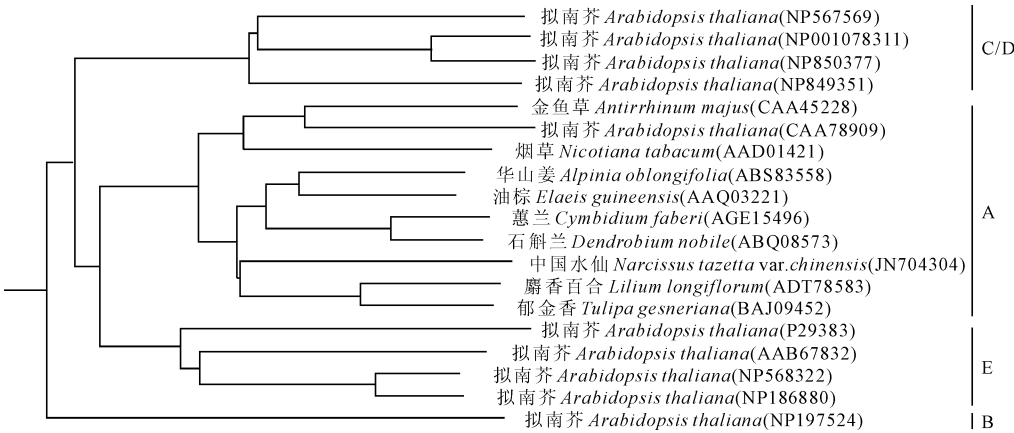 拟南芥 Arabidopsis thaliana(NP567569)
拟南芥 Arabidopsis thaliana(NP001078311)
C/D
拟南芥 Arabidopsis thaliana(NP850377)
拟南芥 Arabidopsis thaliana(NP849351)
金鱼草 Antirrhinum majus(CAA45228)
拟南芥 Arabidopsis thaliana(CAA78909)
烟草 Nicotiana tabacum(AAD01421)
华山姜 Alpinia oblongifolia(ABS83558)
油棕 Elaeis guineensis(AAQ03221)
A
蕙兰 Cymbidium faberi(AGE15496)
石斛兰 Dendrobium nobile(ABQ08573)
中国水仙 Narcissus tazetta var.chinensis(JN704304)
麝香百合 Lilium longiflorum(ADT78583)
郁金香 Tulipa gesneriana(BAJ09452)
拟南芥 Arabidopsis thaliana(P29383)
拟南芥 Arabidopsis thaliana(AAB67832)
E
拟南芥 Arabidopsis thaliana(NP568322)
拟南芥 Arabidopsis thaliana(NP186880)
拟南芥 Arabidopsis thaliana(NP197524)
B